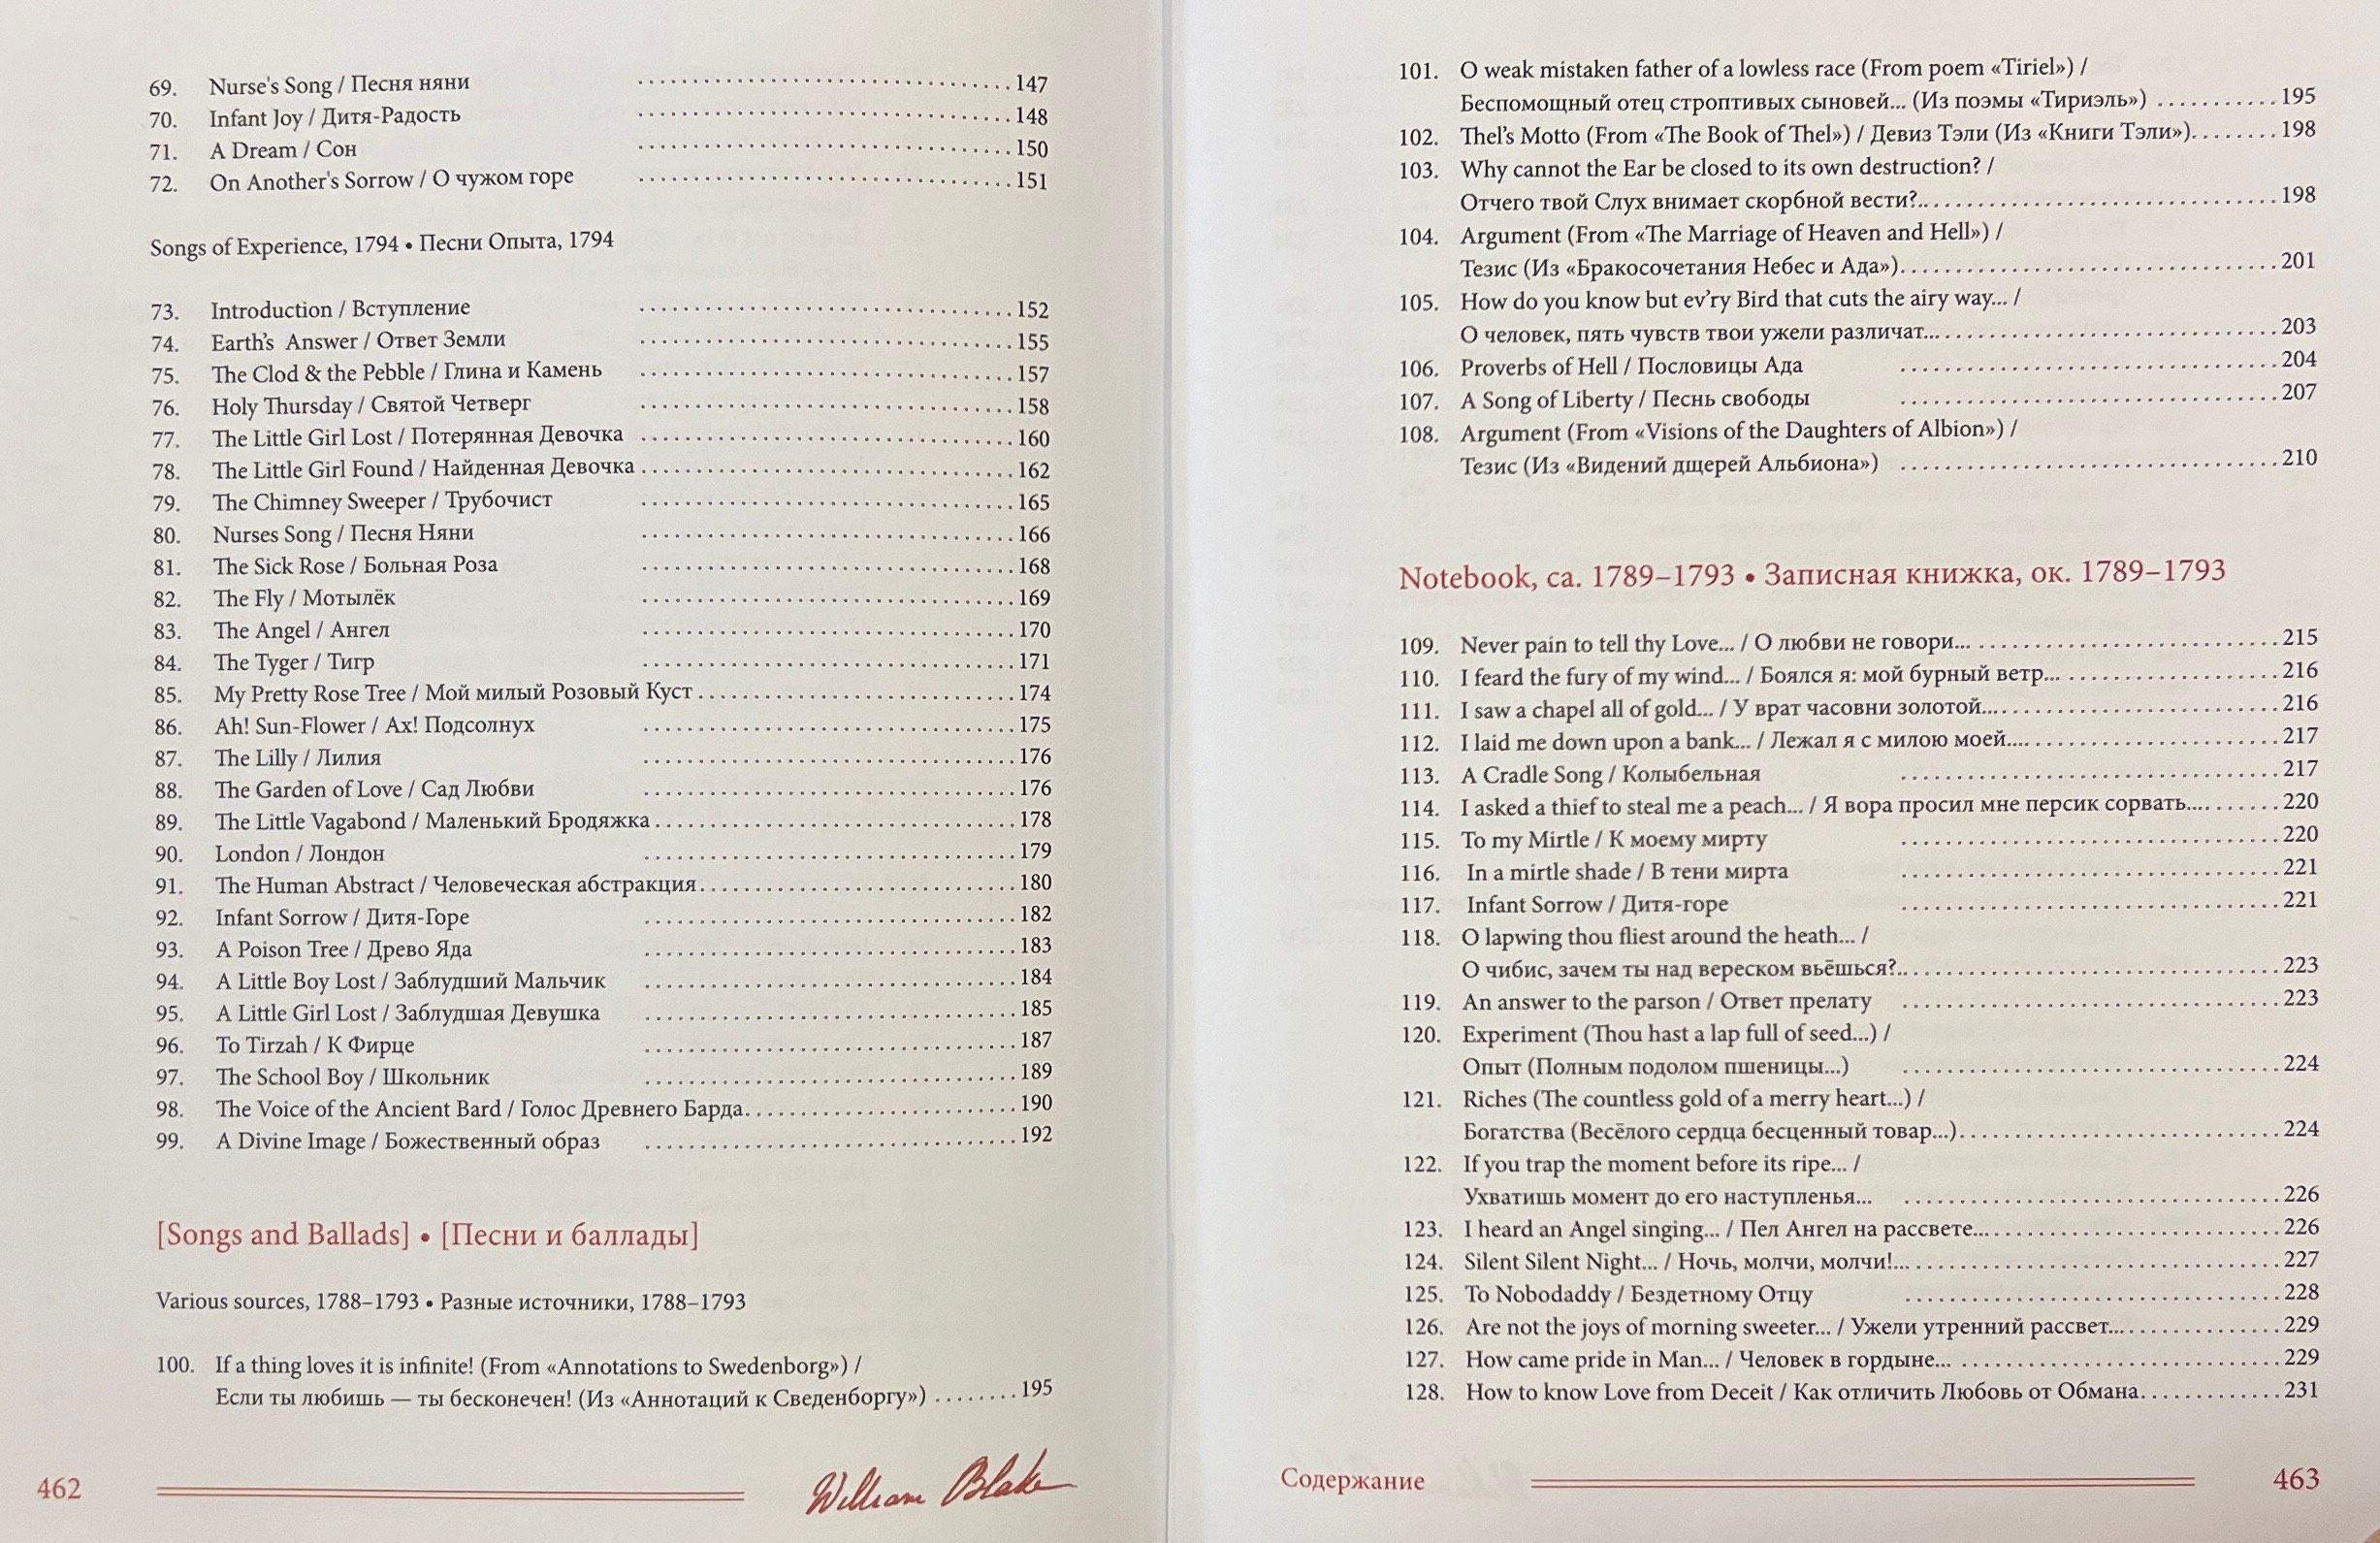 69. Nurse's Song / Песня няни ........ 147
70. Infant Joy / Дитя-Радость ........ 148
71. A Dream / Сон ........ 150
72. On Another's Sorrow / О чужом горе ........ 151
Songs of Experience, 1794 • Песни Опыта, 1794
73. Introduction / Вступление ........ 152
74. Earth's Answer / Ответ Земли ........ 155
75. The Clod & the Pebble / Глина и Камень ........ 157
76. Holy Thursday / Святой Четверг ........ 158
77. The Little Girl Lost / Потерянная Девочка ........ 160
78. The Little Girl Found / Найденная Девочка ........ 162
79. The Chimney Sweeper / Трубочист ........ 165
80. Nurses Song / Песня Няни ........ 166
81. The Sick Rose / Больная Роза ........ 168
82. The Fly / Мотылёк ........ 169
83. The Angel / Ангел ........ 170
84. The Tyger / Тигр ........ 171
85. My Pretty Rose Tree / Мой милый Розовый Куст ........ 174
86. Ah! Sun-Flower / Ах! Подсолнух ........ 175
87. The Lilly / Лилия ........ 176
88. The Garden of Love / Сад Любви ........ 176
89. The Little Vagabond / Маленький Бродяжка ........ 178
90. London / Лондон ........ 179
91. The Human Abstract / Человеческая абстракция ........ 180
92. Infant Sorrow / Дитя-Горе ........ 182
93. A Poison Tree / Древо Яда ........ 183
94. A Little Boy Lost / Заблудший Мальчик ........ 184
95. A Little Girl Lost / Заблудшая Девушка ........ 185
96. To Tirzah / К Фирце ........ 187
97. The School Boy / Школьник ........ 189
98. The Voice of the Ancient Bard / Голос Древнего Барда ........ 190
99. A Divine Image / Божественный образ ........ 192
[Songs and Ballads] • [Песни и баллады]
Various sources, 1788–1793 • Разные источники, 1788–1793
100. If a thing loves it is infinite! (From «Annotations to Swedenborg») /
Если ты любишь — ты бесконечен! (Из «Аннотаций к Сведенборгу») ........ 195
462
William Blake
101. O weak mistaken father of a lowless race (From poem «Tiriel») /
Беспомощный отец строптивых сыновей... (Из поэмы «Тириэль») ........ 195
102. Thel's Motto (From «The Book of Thel») / Девиз Тэли (Из «Книги Тэли») ........ 198
103. Why cannot the Ear be closed to its own destruction? /
Отчего твой Слух внимает скорбной вести?.. ........ 198
104. Argument (From «The Marriage of Heaven and Hell») /
Тезис (Из «Бракосочетания Небес и Ада») ........ 201
105. How do you know but ev'ry Bird that cuts the airy way... /
О человек, пять чувств твои ужели различат... ........ 203
106. Proverbs of Hell / Пословицы Ада ........ 204
107. A Song of Liberty / Песнь свободы ........ 207
108. Argument (From «Visions of the Daughters of Albion») /
Тезис (Из «Видений дщерей Альбиона») ........ 210
Notebook, ca. 1789–1793 • Записная книжка, ок. 1789–1793
109. Never pain to tell thy Love... / О любви не говори... ........ 215
110. I feard the fury of my wind... / Боялся я: мой бурный ветр... ........ 216
111. I saw a chapel all of gold... / У врат часовни золотой... ........ 216
112. I laid me down upon a bank... / Лежал я с милою моей... ........ 217
113. A Cradle Song / Колыбельная ........ 217
114. I asked a thief to steal me a peach... / Я вора просил мне персик сорвать... ........ 220
115. To my Mirtle / К моему мирту ........ 220
116. In a mirtle shade / В тени мирта ........ 221
117. Infant Sorrow / Дитя-горе ........ 221
118. O lapwing thou fliest around the heath... /
О чибис, зачем ты над вереском вьёшься?.. ........ 223
119. An answer to the parson / Ответ прелату ........ 223
120. Experiment (Thou hast a lap full of seed...) /
Опыт (Полным подолом пшеницы...) ........ 224
121. Riches (The countless gold of a merry heart...) /
Богатства (Весёлого сердца бесценный товар...) ........ 224
122. If you trap the moment before its ripe... /
Ухватишь момент до его наступленья... ........ 226
123. I heard an Angel singing... / Пел Ангел на рассвете... ........ 226
124. Silent Silent Night... / Ночь, молчи, молчи!... ........ 227
125. To Nobodaddy / Бездетному Отцу ........ 228
126. Are not the joys of morning sweeter... / Ужели утренний рассвет... ........ 229
127. How came pride in Man... / Человек в гордыне... ........ 229
128. How to know Love from Deceit / Как отличить Любовь от Обмана ........ 231
Содержание
463